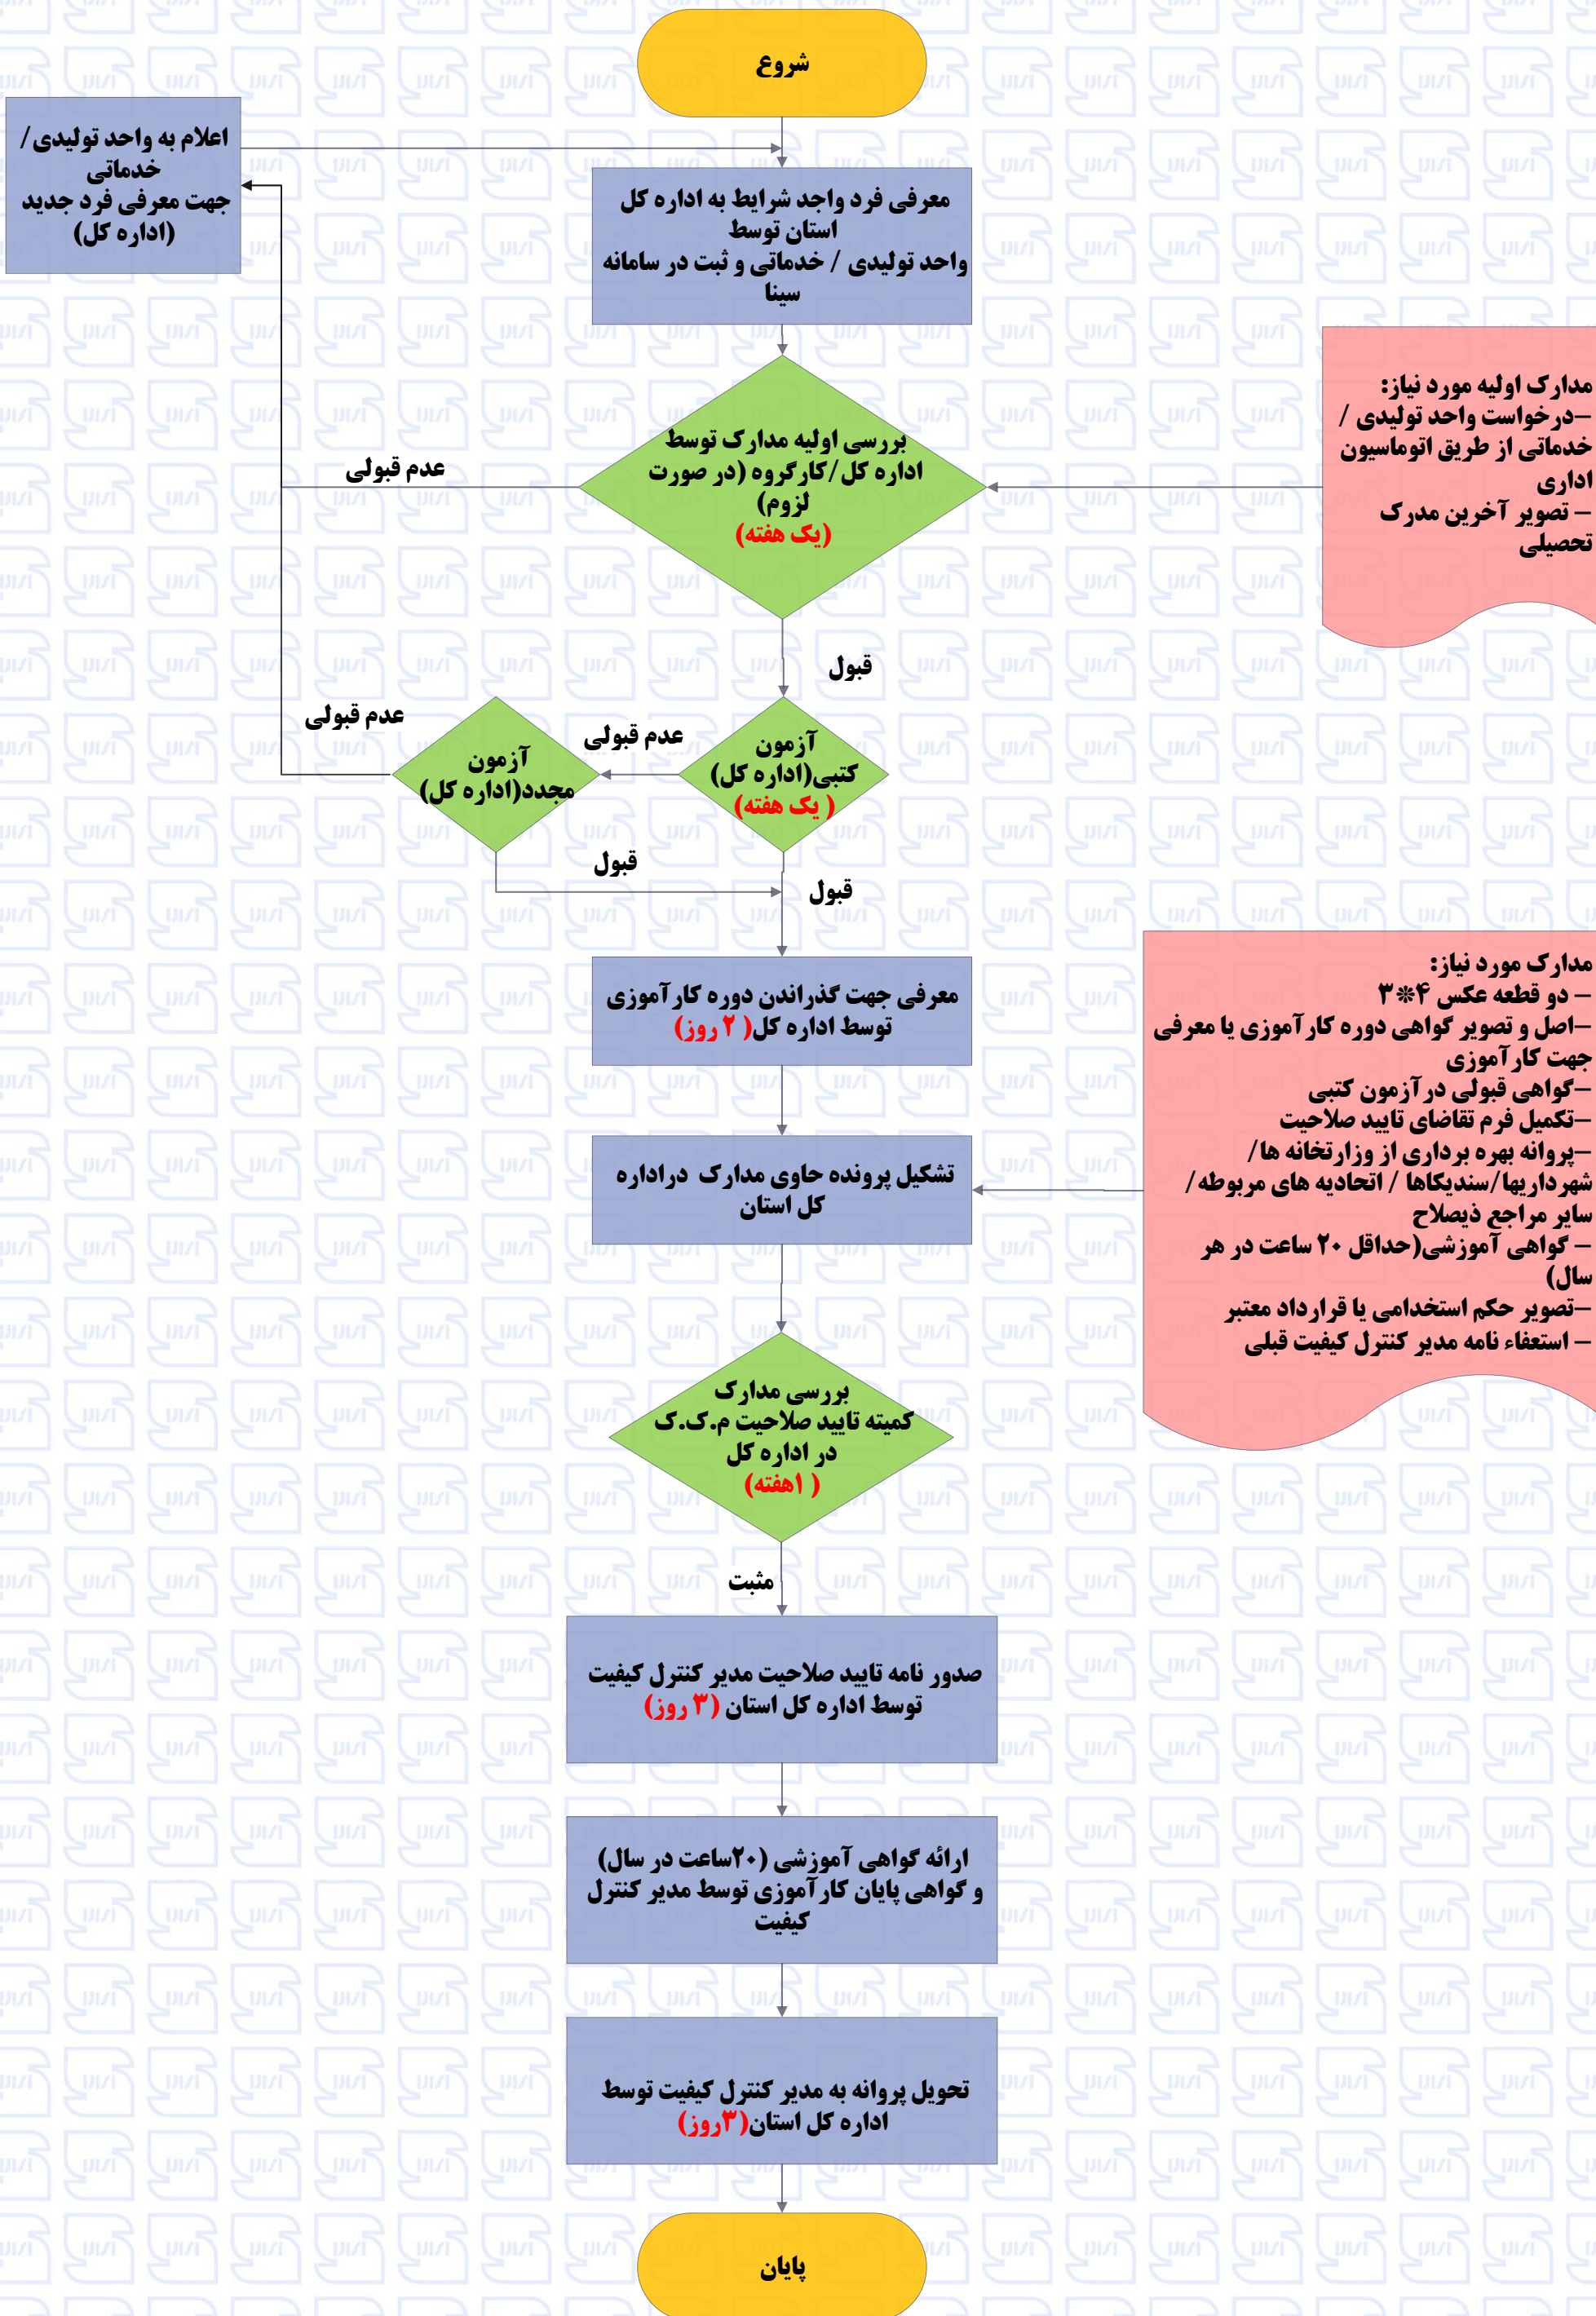 شروع
اعلام به واحد تولیدی/
خدماتی
جهت معرفی فرد جدید
(اداره کل)
معرفی فرد واجد شرایط به اداره کل
استان توسط
واحد تولیدی / خدماتی و ثبت در سامانه
سینا
مدارک اولیه مورد نیاز:
-درخواست واحد تولیدی /
خدماتی از طریق اتوماسیون
اداری
- تصویر آخرین مدرک
تحصیلی
بررسی اولیه مدارک توسط
اداره کل/کارگروه (در صورت
لزوم)
(یک هفته)
عدم قبولی
قبول
آزمون
کتبی(اداره کل)
( یک هفته)
عدم قبولی
آزمون
مجدد(اداره کل)
عدم قبولی
قبول
قبول
معرفی جهت گذراندن دوره کارآموزی
توسط اداره کل( ۲ روز)
مدارک مورد نیاز:
- دو قطعه عکس ۴*۳
-اصل و تصویر گواهی دوره کارآموزی یا معرفی
جهت کارآموزی
-گواهی قبولی درآزمون کتبی
-تکمیل فرم تقاضای تایید صلاحیت
-پروانه بهره برداری از وزارتخانه ها/
شهرداریها/سندیکاها / اتحادیه های مربوطه/
سایر مراجع ذیصلاح
- گواهی آموزشی(حداقل ۲۰ ساعت در هر
سال)
-تصویر حکم استخدامی یا قرارداد معتبر
- استعفاء نامه مدیر کنترل کیفیت قبلی
تشکیل پرونده حاوی مدارک دراداره
کل استان
بررسی مدارک
کمیته تایید صلاحیت م.ک.ک
در اداره کل
( ۱هفته)
مثبت
صدور نامه تایید صلاحیت مدیر کنترل کیفیت
توسط اداره کل استان (۳ روز)
ارائه گواهی آموزشی (۲۰ساعت در سال)
و گواهی پایان کارآموزی توسط مدیر کنترل
کیفیت
تحویل پروانه به مدیر کنترل کیفیت توسط
اداره کل استان(۳روز)
پایان